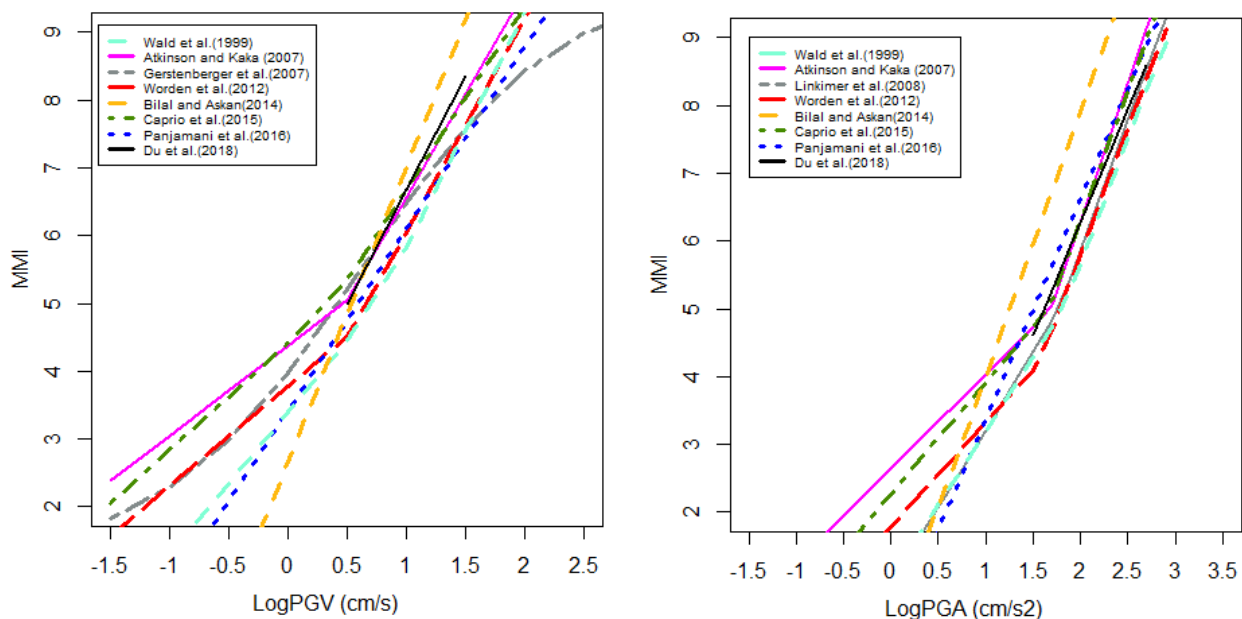 Wald et al.(1999)
Atkinson and Kaka (2007)
Gerstenberger et al.(2007)
Worden et al.(2012)
Bilal and Askan(2014)
Caprio et al.(2015)
Panjamani et al.(2016)
Du et al.(2018)
9
8
7
6
5
4
3
2
MMI
-1.5 -1 -0.5 0 0.5 1 1.5 2 2.5
LogPGV (cm/s)
Wald et al.(1999)
Atkinson and Kaka (2007)
Linkimer et al.(2008)
Worden et al.(2012)
Bilal and Askan(2014)
Caprio et al.(2015)
Panjamani et al.(2016)
Du et al.(2018)
9
8
7
6
5
4
3
2
MMI
-1.5 -1 -0.5 0 0.5 1 1.5 2 2.5 3 3.5
LogPGA (cm/s2)